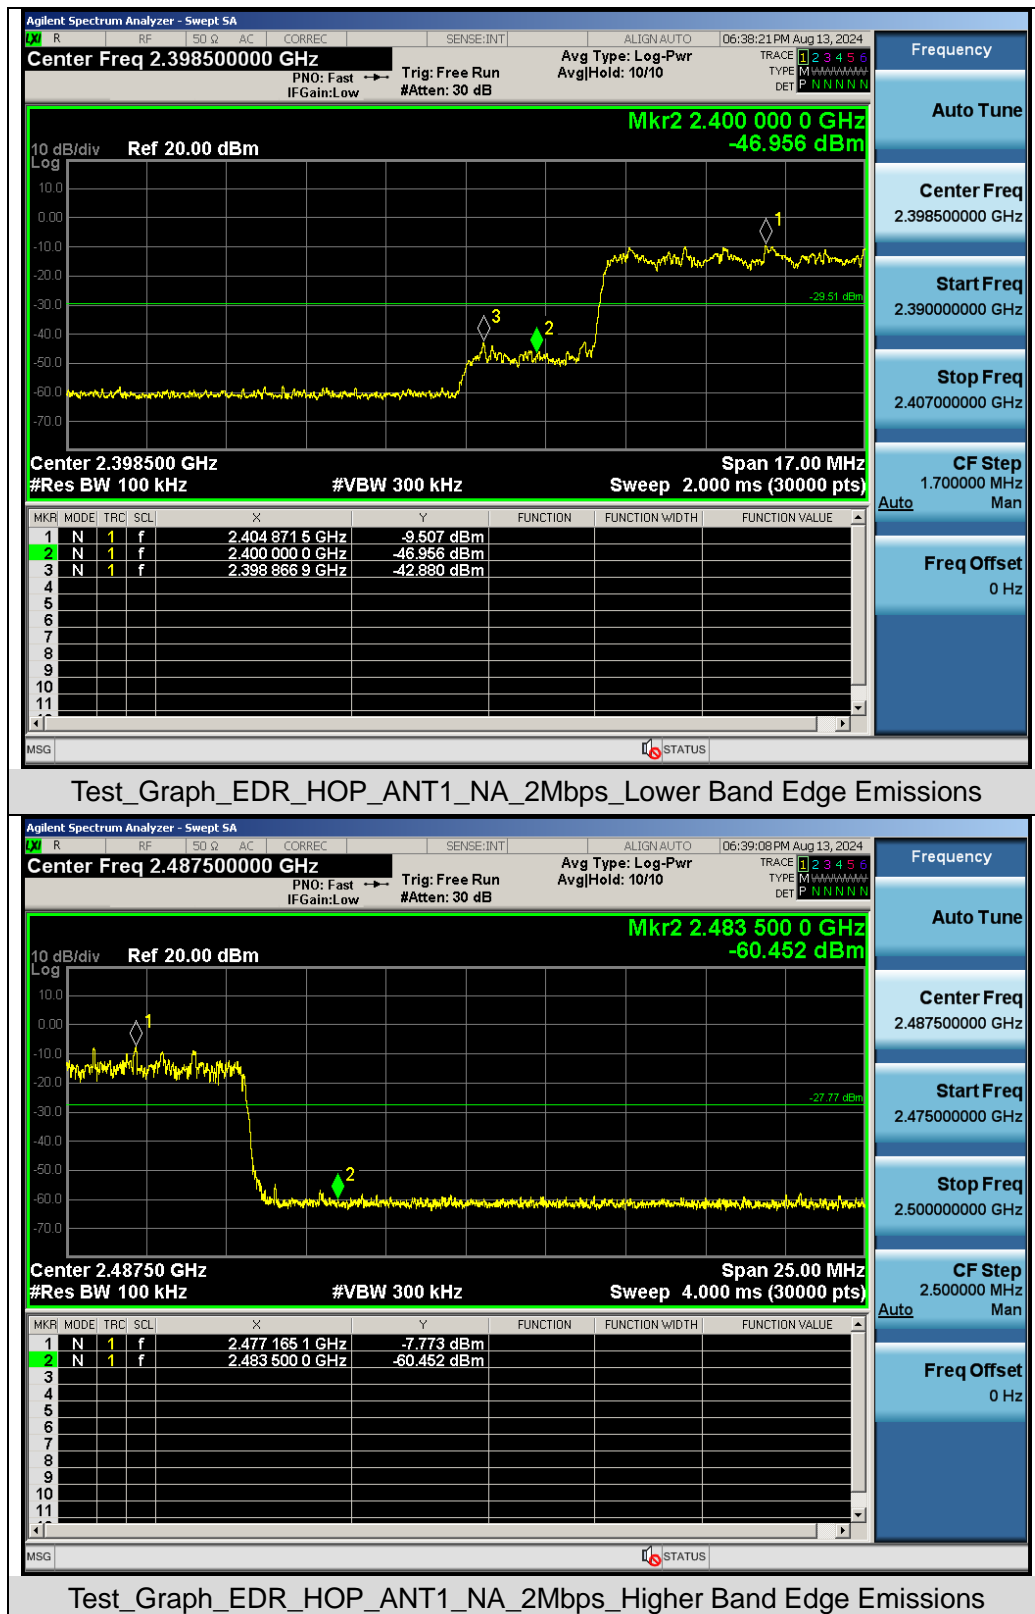 Agilent Spectrum Analyzer - Swept SA
LXI R RF 50 Ω AC CORREC SENSE:INT ALIGN AUTO 06:38:21 PM Aug 13, 2024
Center Freq 2.398500000 GHz Avg Type: Log-Pwr TRACE 1 2 3 4 5 6
PNO: Fast Trig: Free Run Avg|Hold: 10/10 TYPE M WWWWW
IFGain:Low #Atten: 30 dB DET P N N N N N
Mkr2 2.400 000 0 GHz
10 dB/div Ref 20.00 dBm -46.956 dBm
Log
10.0
0.00
-10.0
-20.0
-30.0
-40.0
-50.0
-60.0
-70.0
1
-29.51 dBm
3
2
Center 2.398500 GHz Span 17.00 MHz
#Res BW 100 kHz #VBW 300 kHz Sweep 2.000 ms (30000 pts)
MKR MODE TRC SCL X Y FUNCTION FUNCTION WIDTH FUNCTION VALUE
1 N 1 f 2.404 871 5 GHz -9.507 dBm
2 N 1 f 2.400 000 0 GHz -46.956 dBm
3 N 1 f 2.398 866 9 GHz -42.880 dBm
4
5
6
7
8
9
10
11
MSG STATUS
Frequency
Auto Tune
Center Freq
2.398500000 GHz
Start Freq
2.390000000 GHz
Stop Freq
2.407000000 GHz
CF Step
1.700000 MHz
Auto Man
Freq Offset
0 Hz
Test_Graph_EDR_HOP_ANT1_NA_2Mbps_Lower Band Edge Emissions
Agilent Spectrum Analyzer - Swept SA
LXI R RF 50 Ω AC CORREC SENSE:INT ALIGN AUTO 06:39:08 PM Aug 13, 2024
Center Freq 2.487500000 GHz Avg Type: Log-Pwr TRACE 1 2 3 4 5 6
PNO: Fast Trig: Free Run Avg|Hold: 10/10 TYPE M WWWWW
IFGain:Low #Atten: 30 dB DET P N N N N N
Mkr2 2.483 500 0 GHz
10 dB/div Ref 20.00 dBm -60.452 dBm
Log
10.0
0.00
-10.0
-20.0
-30.0
-40.0
-50.0
-60.0
-70.0
1
-27.77 dBm
2
Center 2.48750 GHz Span 25.00 MHz
#Res BW 100 kHz #VBW 300 kHz Sweep 4.000 ms (30000 pts)
MKR MODE TRC SCL X Y FUNCTION FUNCTION WIDTH FUNCTION VALUE
1 N 1 f 2.477 165 1 GHz -7.773 dBm
2 N 1 f 2.483 500 0 GHz -60.452 dBm
3
4
5
6
7
8
9
10
11
MSG STATUS
Frequency
Auto Tune
Center Freq
2.487500000 GHz
Start Freq
2.475000000 GHz
Stop Freq
2.500000000 GHz
CF Step
2.500000 MHz
Auto Man
Freq Offset
0 Hz
Test_Graph_EDR_HOP_ANT1_NA_2Mbps_Higher Band Edge Emissions